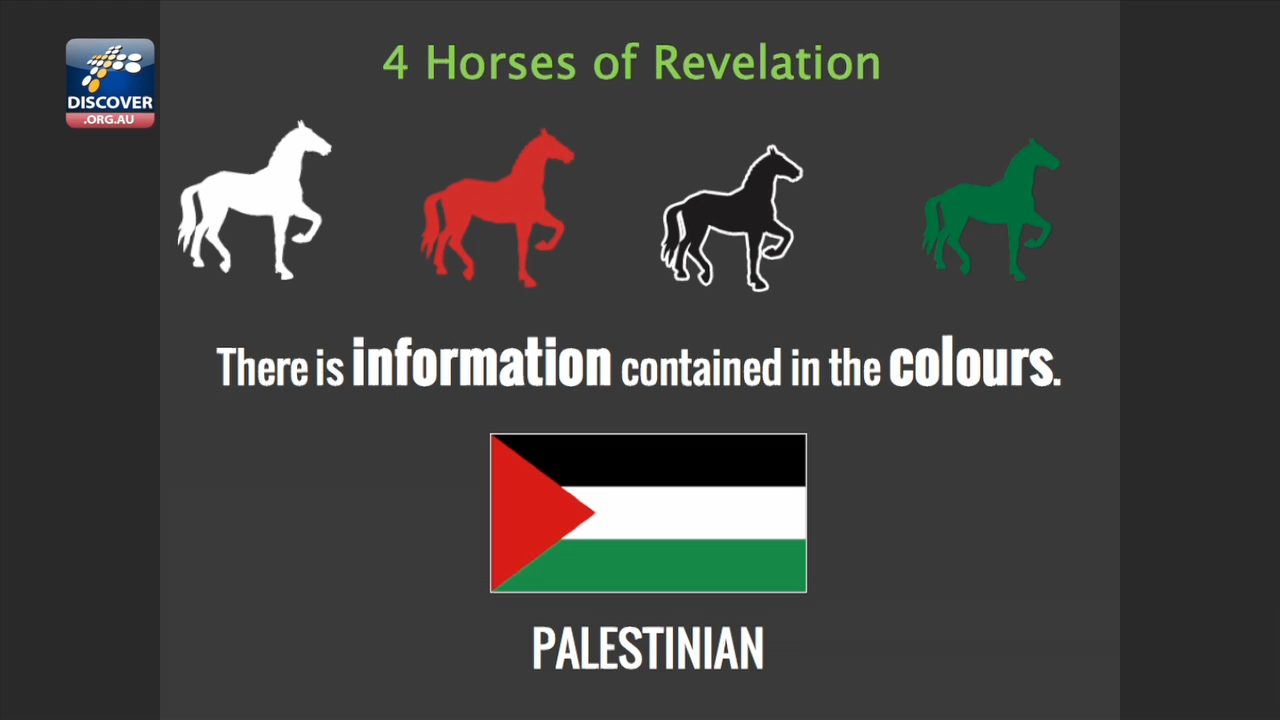 4 Horses of Revelation
DISCOVER
.ORG.AU
There is information contained in the colours.
PALESTINIAN